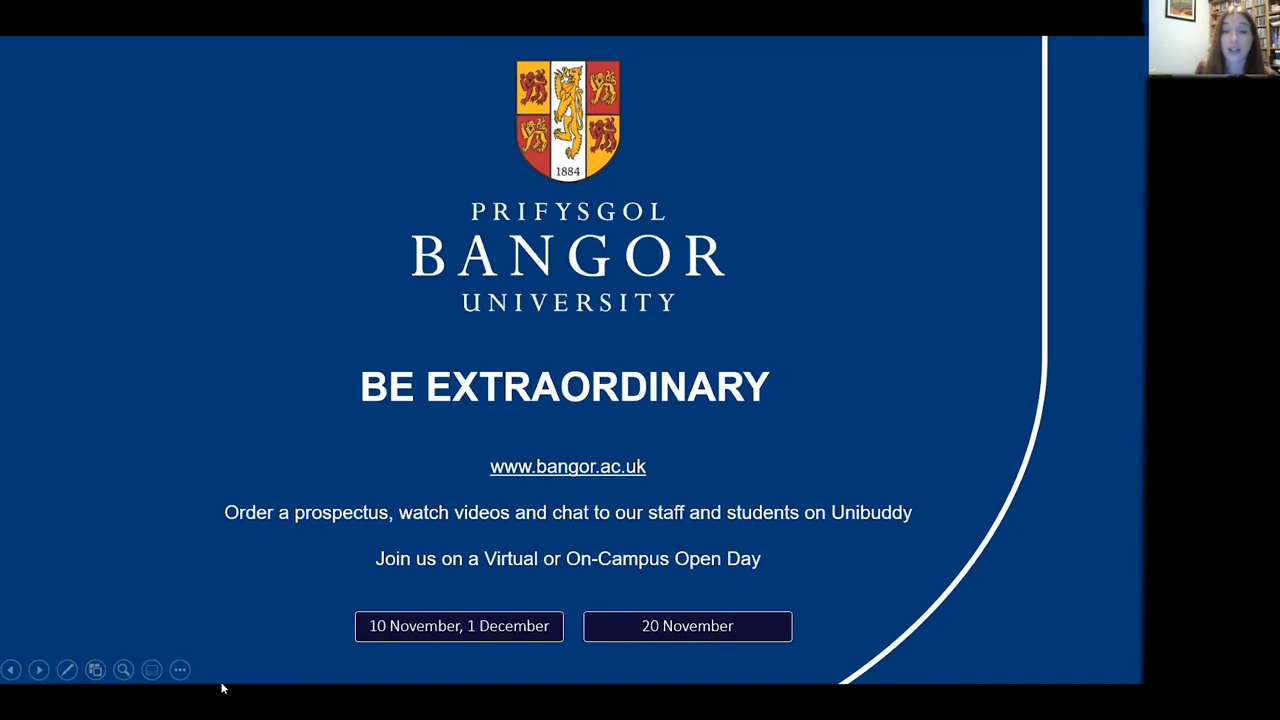 1884
PRIFYSGOL
BANGOR
UNIVERSITY
BE EXTRAORDINARY
www.bangor.ac.uk
Order a prospectus, watch videos and chat to our staff and students on Unibuddy
Join us on a Virtual or On-Campus Open Day
10 November, 1 December
20 November